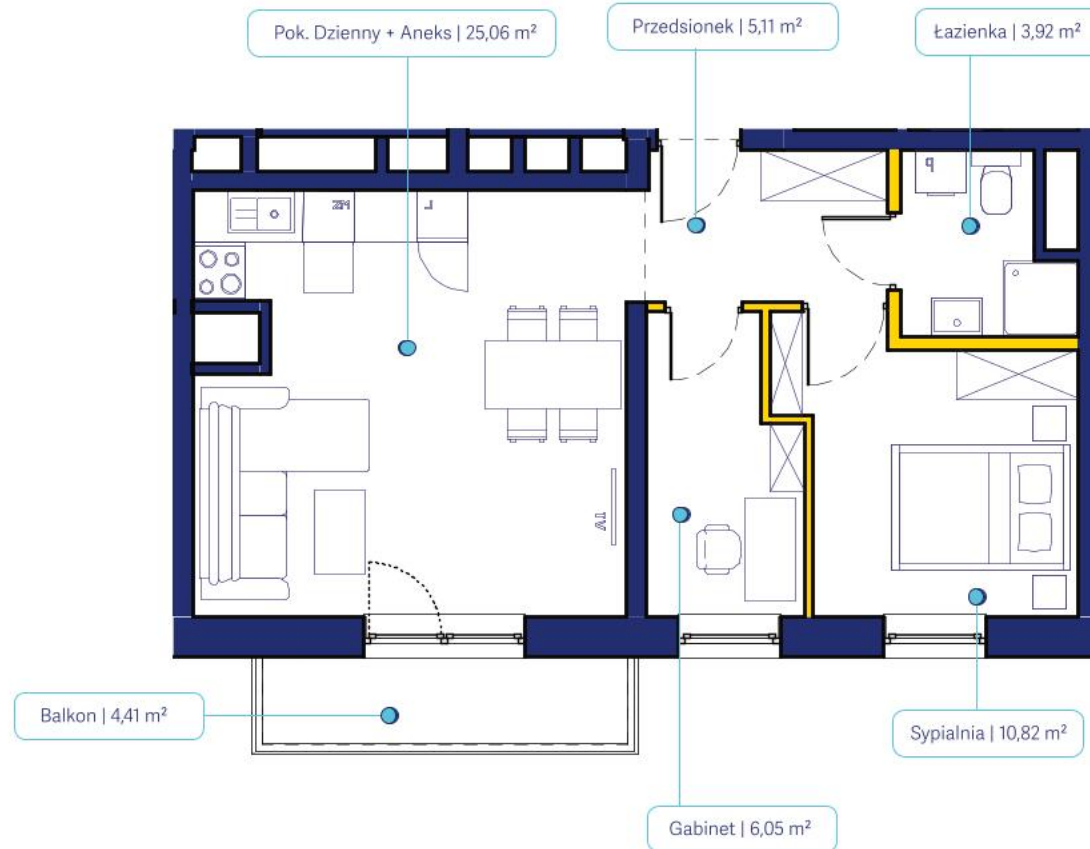 Pok. Dzienny + Aneks | 25,06 m²
Przedsionek | 5,11 m²
Łazienka | 3,92 m²
ZM
L
P
TV
Balkon | 4,41 m²
Sypialnia | 10,82 m²
Gabinet | 6,05 m²